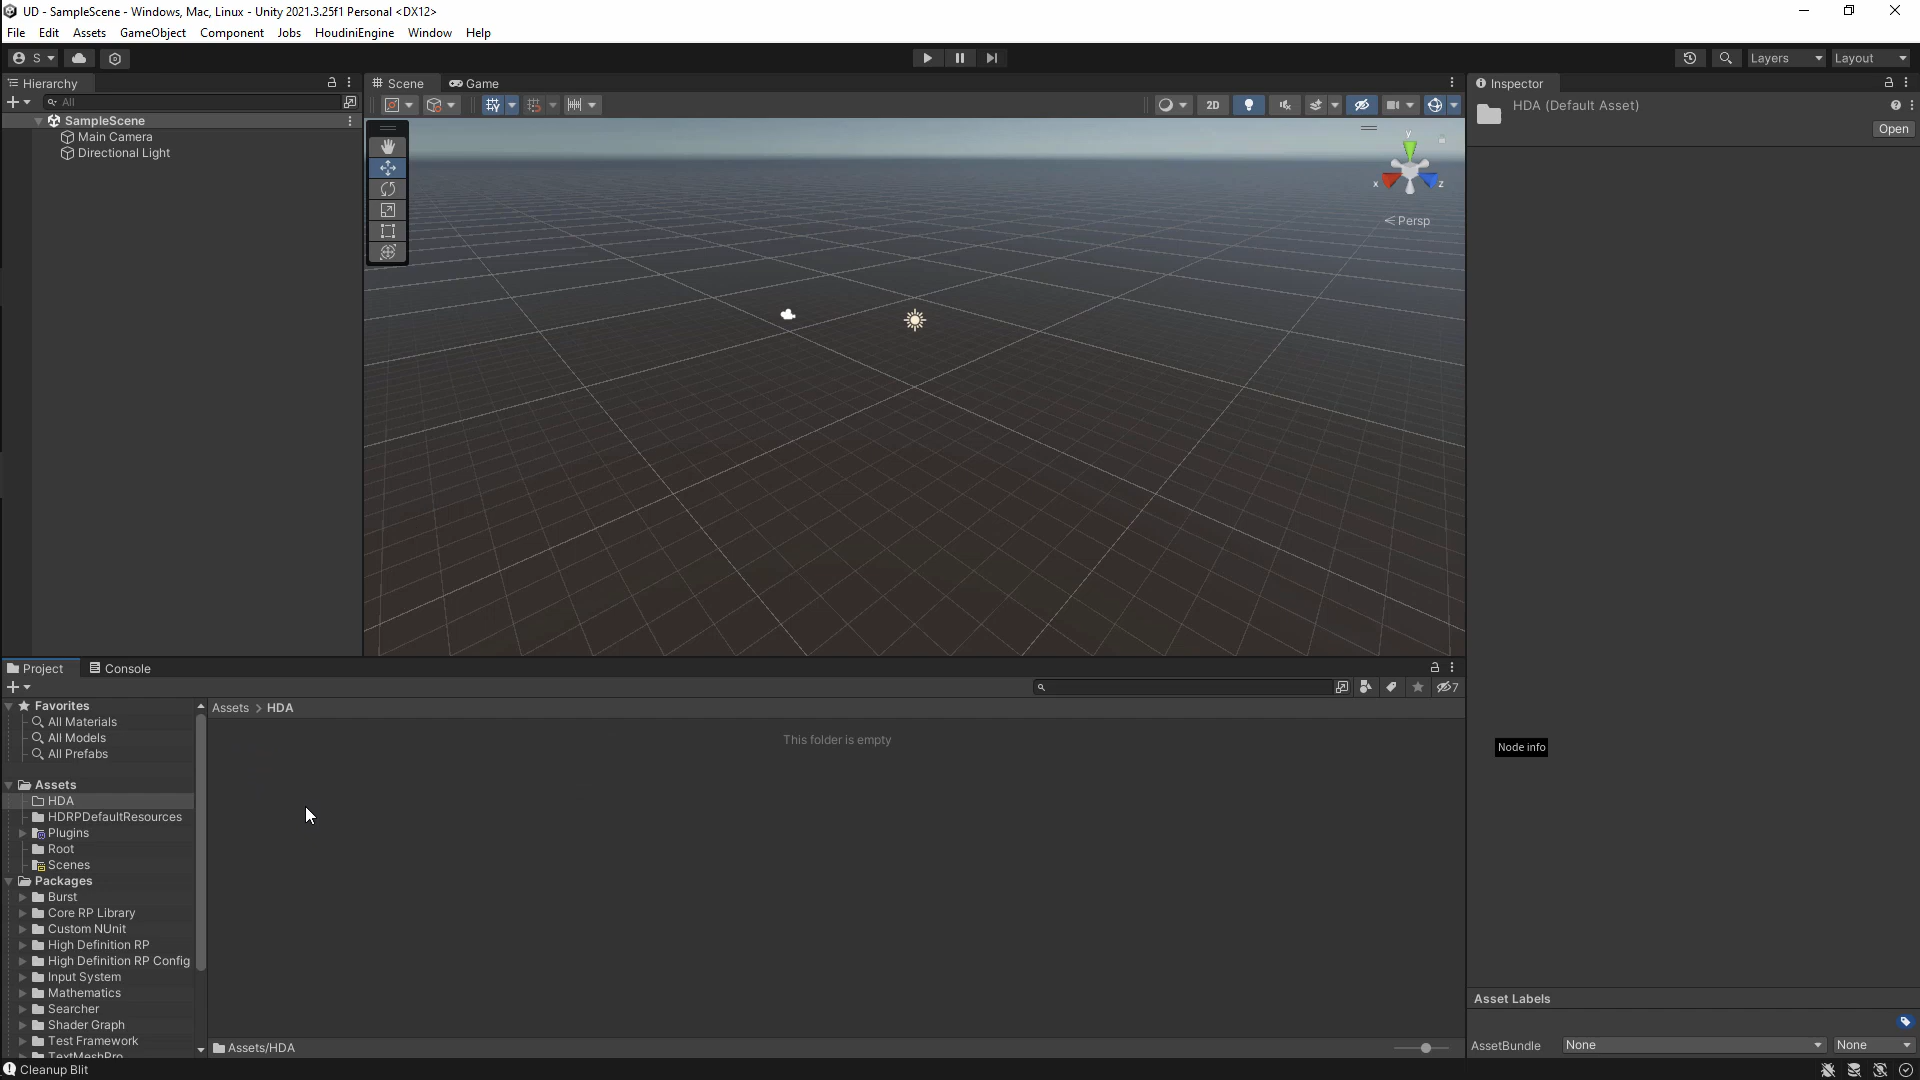 UD - SampleScene - Windows, Mac, Linux - Unity 2021.3.25f1 Personal <DX12>
File Edit Assets GameObject Component Jobs HoudiniEngine Window Help
S Layers Layout
Hierarchy
All
SampleScene
Main Camera
Directional Light
Scene Game
2D
y
x z
Persp
Inspector
HDA (Default Asset)
Open
Node info
Asset Labels
AssetBundle None None
Project Console
7
Favorites
All Materials
All Models
All Prefabs
Assets
HDA
HDRPDefaultResources
Plugins
Root
Scenes
Packages
Burst
Core RP Library
Custom NUnit
High Definition RP
High Definition RP Config
Input System
Mathematics
Searcher
Shader Graph
Test Framework
TextMeshPro
Assets > HDA
This folder is empty
Assets/HDA
Cleanup Blit